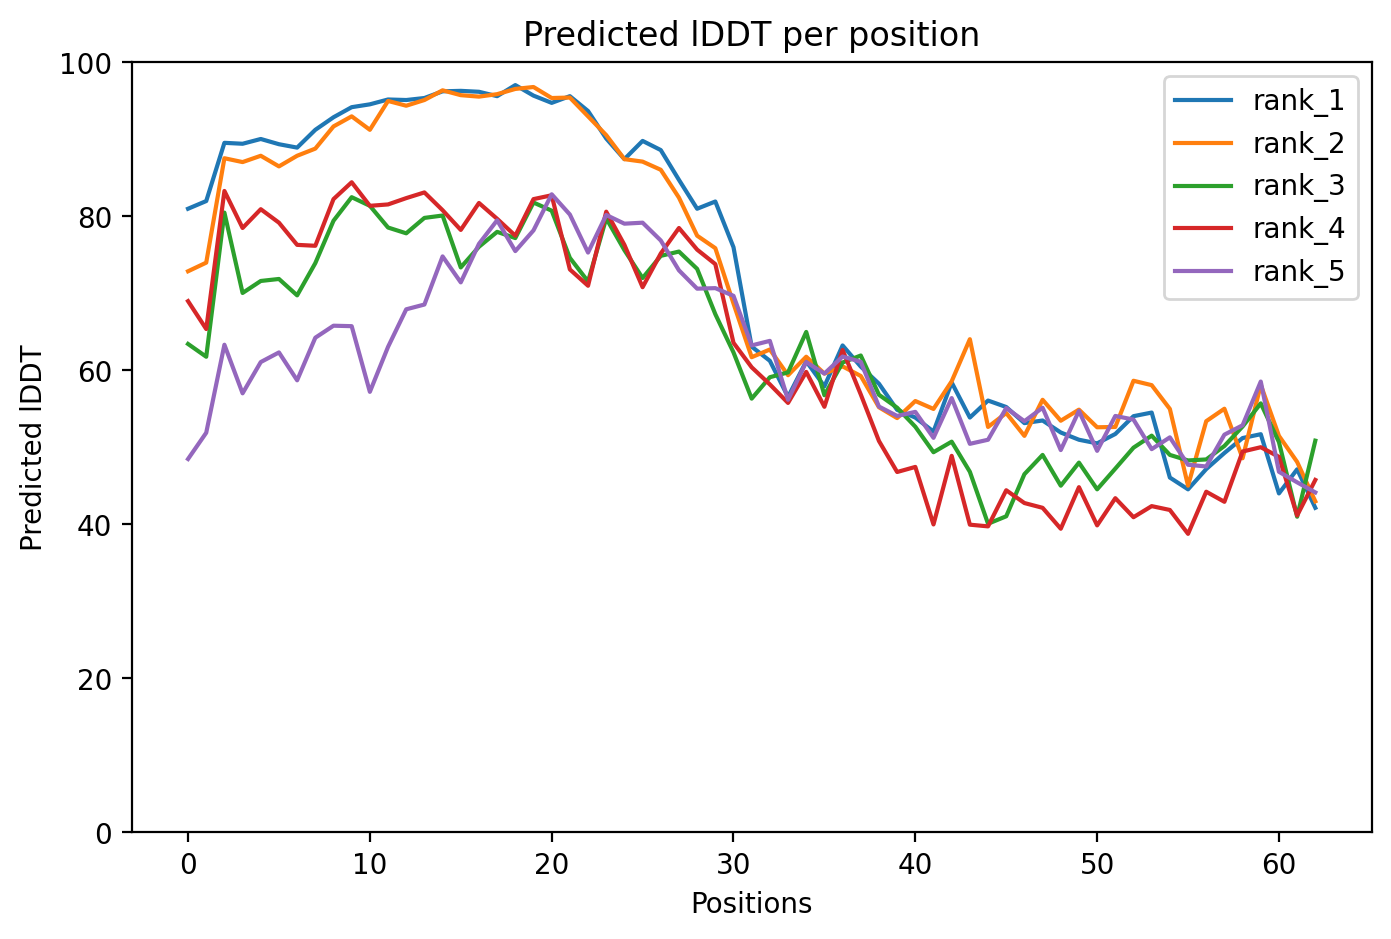 Predicted lDDT per position
100
80
60
40
20
0
Predicted lDDT
0 10 20 30 40 50 60
Positions
rank_1
rank_2
rank_3
rank_4
rank_5